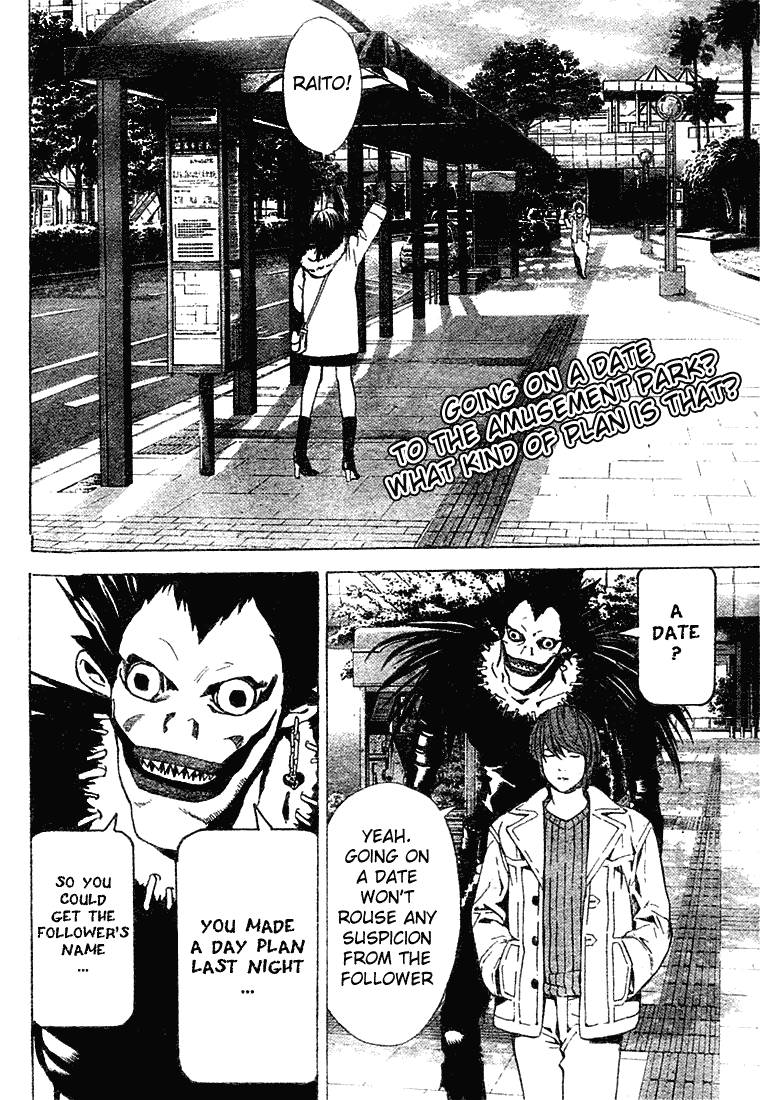 RAITO!
GOING ON A DATE
TO THE AMUSEMENT PARK?
WHAT KIND OF PLAN IS THAT?
A
DATE
?
YEAH.
GOING ON
A DATE
WON'T
ROUSE ANY
SUSPICION
FROM THE
FOLLOWER
YOU MADE
A DAY PLAN
LAST NIGHT
...
SO YOU
COULD
GET THE
FOLLOWER'S
NAME
...